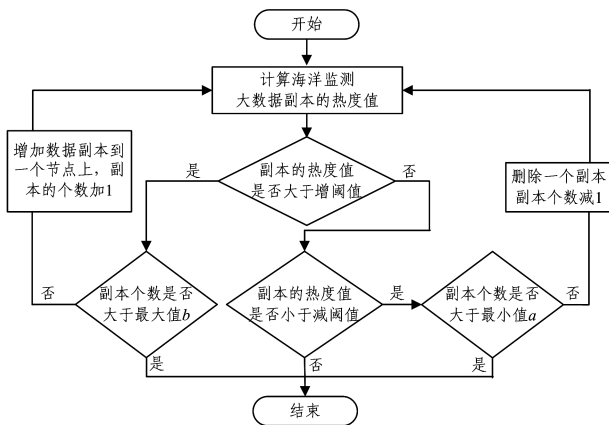 开始
计算海洋监测
大数据副本的热度值
增加数据副本到
一个节点上，副
本的个数加1
是
副本的热度值
是否大于增阈值
否
删除一个副本
副本个数减1
否
副本个数是否
大于最大值b
副本的热度值
是否小于减阈值
是
副本个数是否
大于最小值a
否
是
否
是
结束